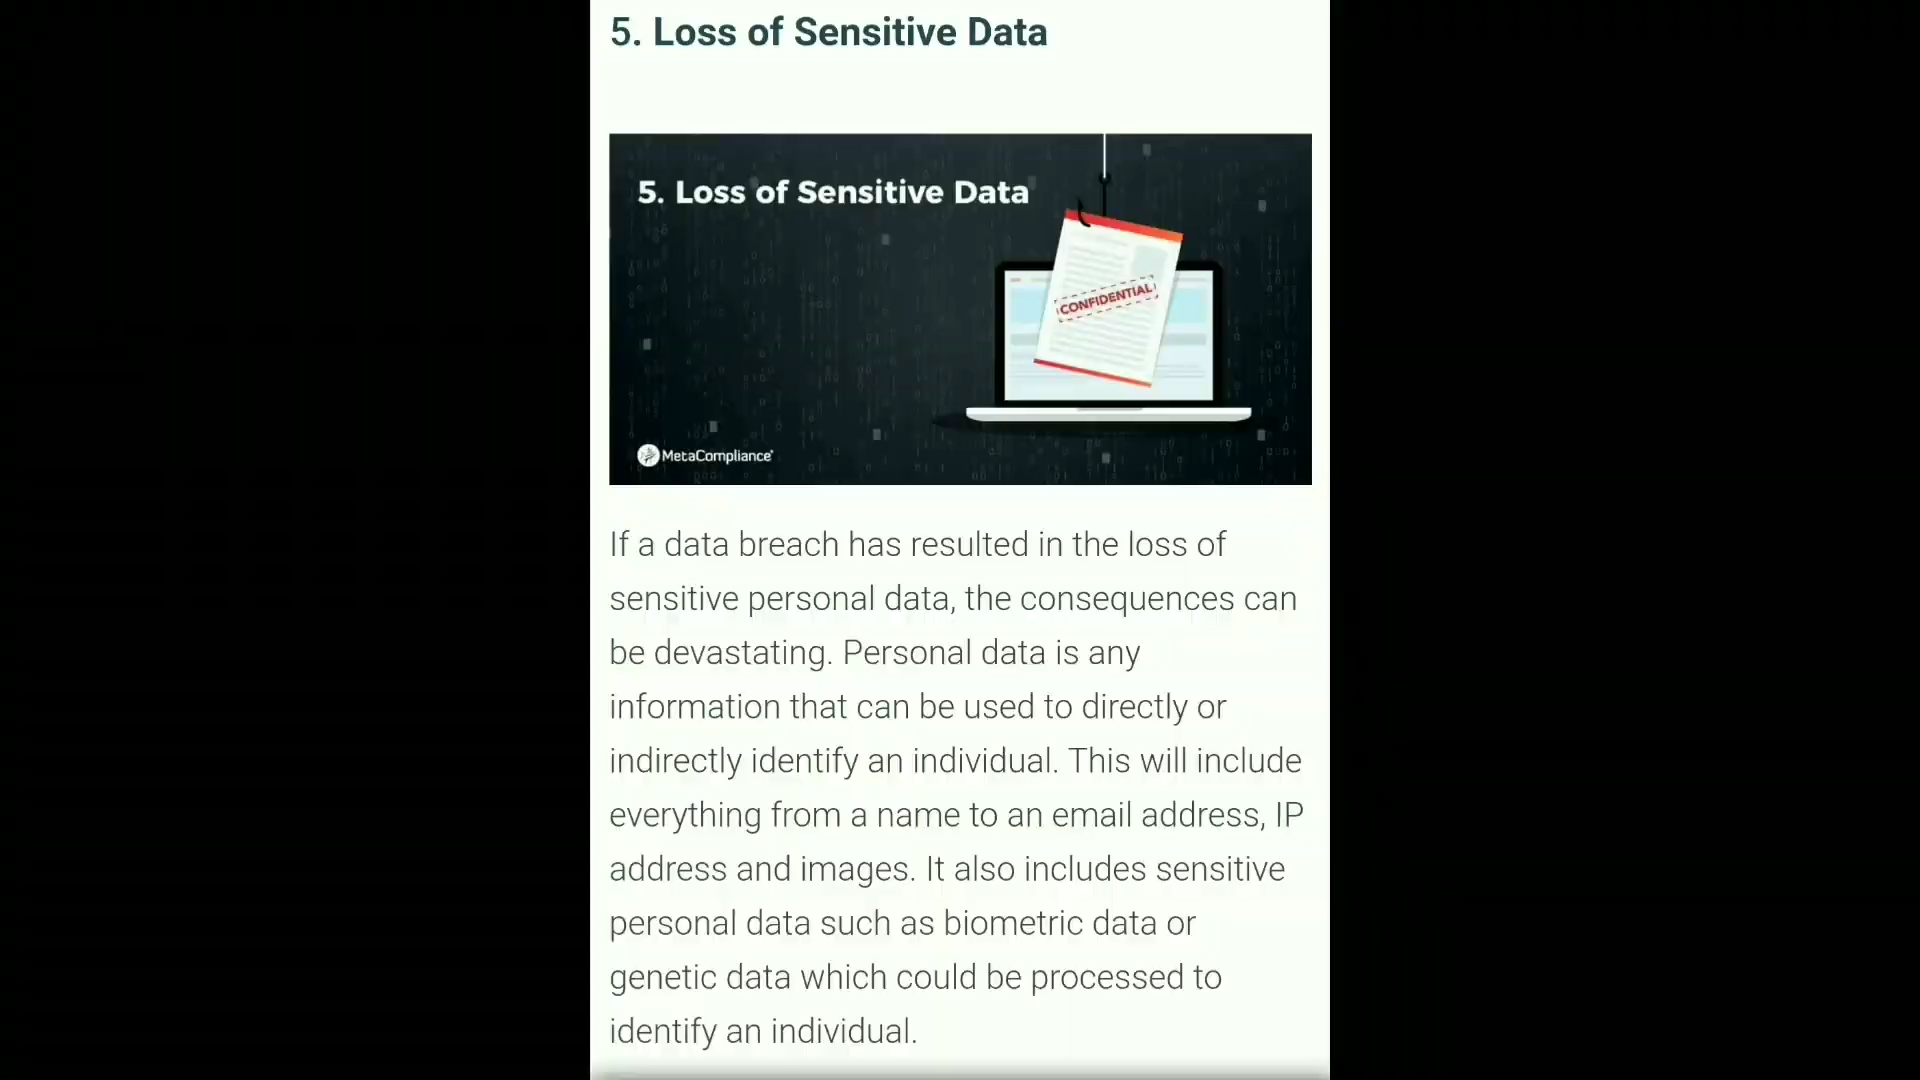 5. Loss of Sensitive Data
5. Loss of Sensitive Data
CONFIDENTIAL
MetaCompliance
If a data breach has resulted in the loss of
sensitive personal data, the consequences can
be devastating. Personal data is any
information that can be used to directly or
indirectly identify an individual. This will include
everything from a name to an email address, IP
address and images. It also includes sensitive
personal data such as biometric data or
genetic data which could be processed to
identify an individual.